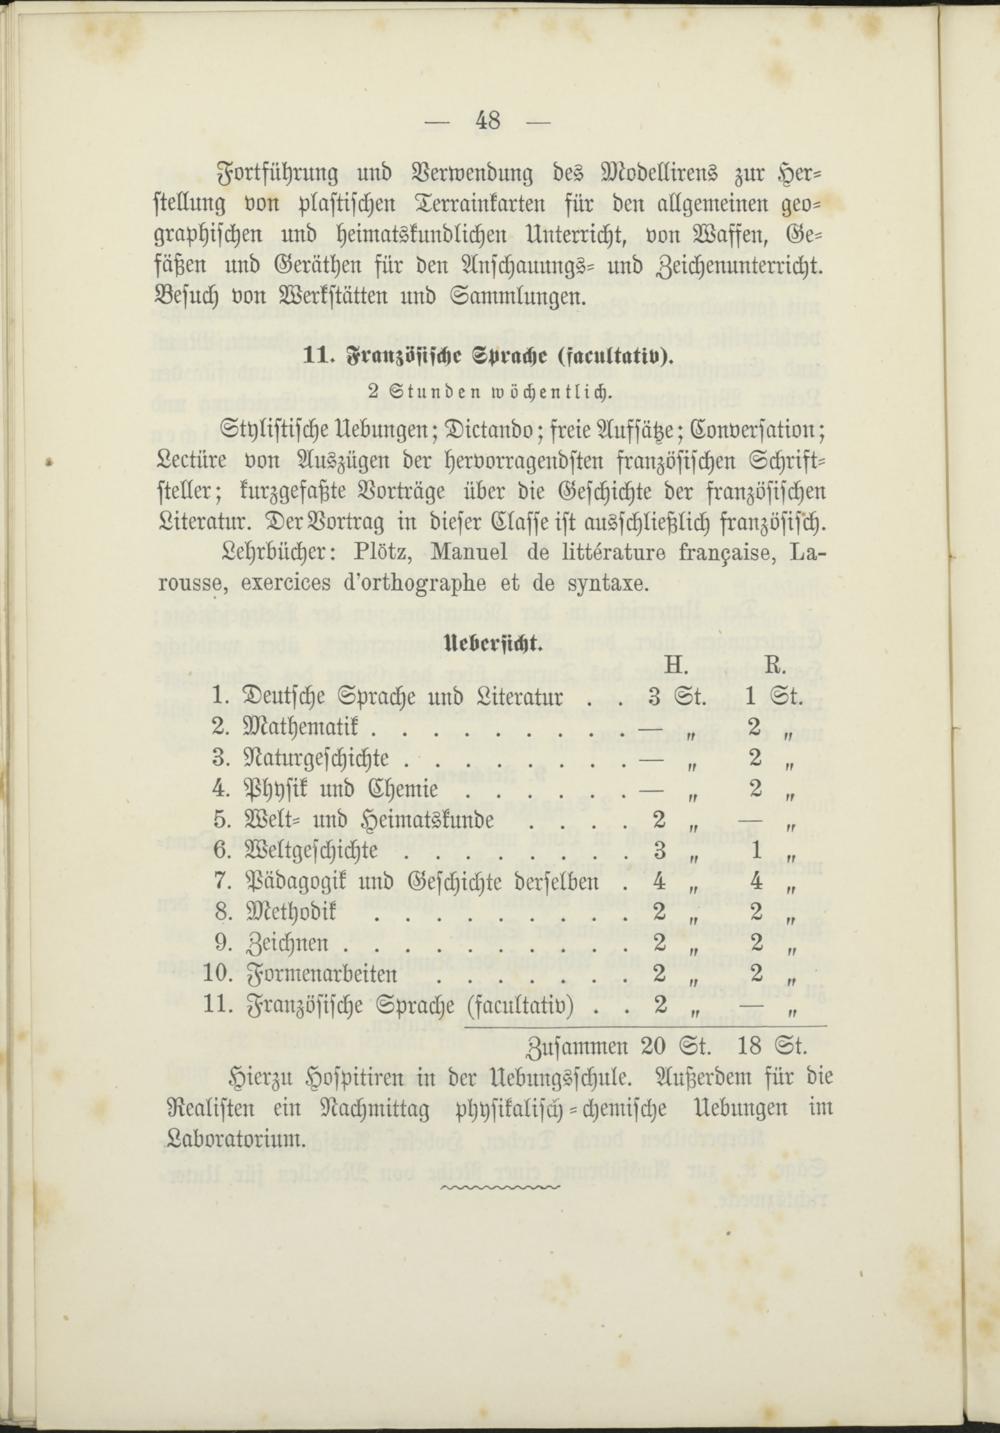 — 48 —
Fortführung und Verwendung des Modellirens zur Her-
stellung von plastischen Terrainkarten für den allgemeinen geo-
graphischen und heimatskundlichen Unterricht, von Waffen, Ge-
fäßen und Geräthen für den Anschauungs- und Zeichenunterricht.
Besuch von Werkstätten und Sammlungen.
11. Französische Sprache (facultativ).
2 Stunden wöchentlich.
Stylistische Uebungen; Dictando; freie Aufsätze; Conversation;
Lectüre von Auszügen der hervorragendsten französischen Schrift-
steller; kurzgefaßte Vorträge über die Geschichte der französischen
Literatur. Der Vortrag in dieser Classe ist ausschließlich französisch.
Lehrbücher: Plötz, Manuel de littérature française, La-
rousse, exercices d'orthographe et de syntaxe.
Uebersicht.
H. R.
1. Deutsche Sprache und Literatur . . 3 St. 1 St.
2. Mathematik . . . . . . . . . — „ 2 „
3. Naturgeschichte . . . . . . . . — „ 2 „
4. Physik und Chemie . . . . . . — „ 2 „
5. Welt- und Heimatskunde . . . . 2 „ — „
6. Weltgeschichte . . . . . . . . 3 „ 1 „
7. Pädagogik und Geschichte derselben . 4 „ 4 „
8. Methodik . . . . . . . . . 2 „ 2 „
9. Zeichnen . . . . . . . . . . 2 „ 2 „
10. Formenarbeiten . . . . . . . 2 „ 2 „
11. Französische Sprache (facultativ) . . 2 „ — „
Zusammen 20 St. 18 St.
Hierzu Hospitiren in der Uebungsschule. Außerdem für die
Realisten ein Nachmittag physikalisch-chemische Uebungen im
Laboratorium.